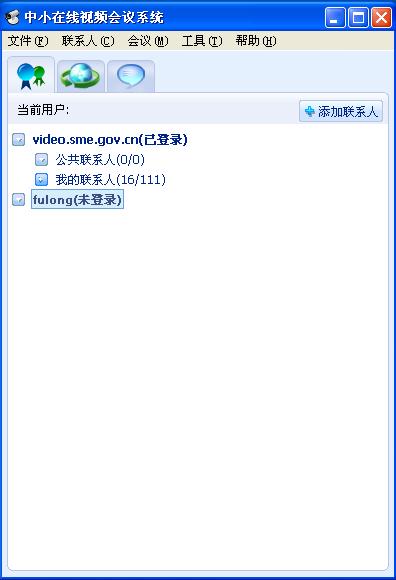 中小在线视频会议系统
文件(F) 联系人(C) 会议(M) 工具(T) 帮助(H)
当前用户: 添加联系人
video.sme.gov.cn(已登录)
公共联系人(0/0)
我的联系人(16/111)
fulong(未登录)